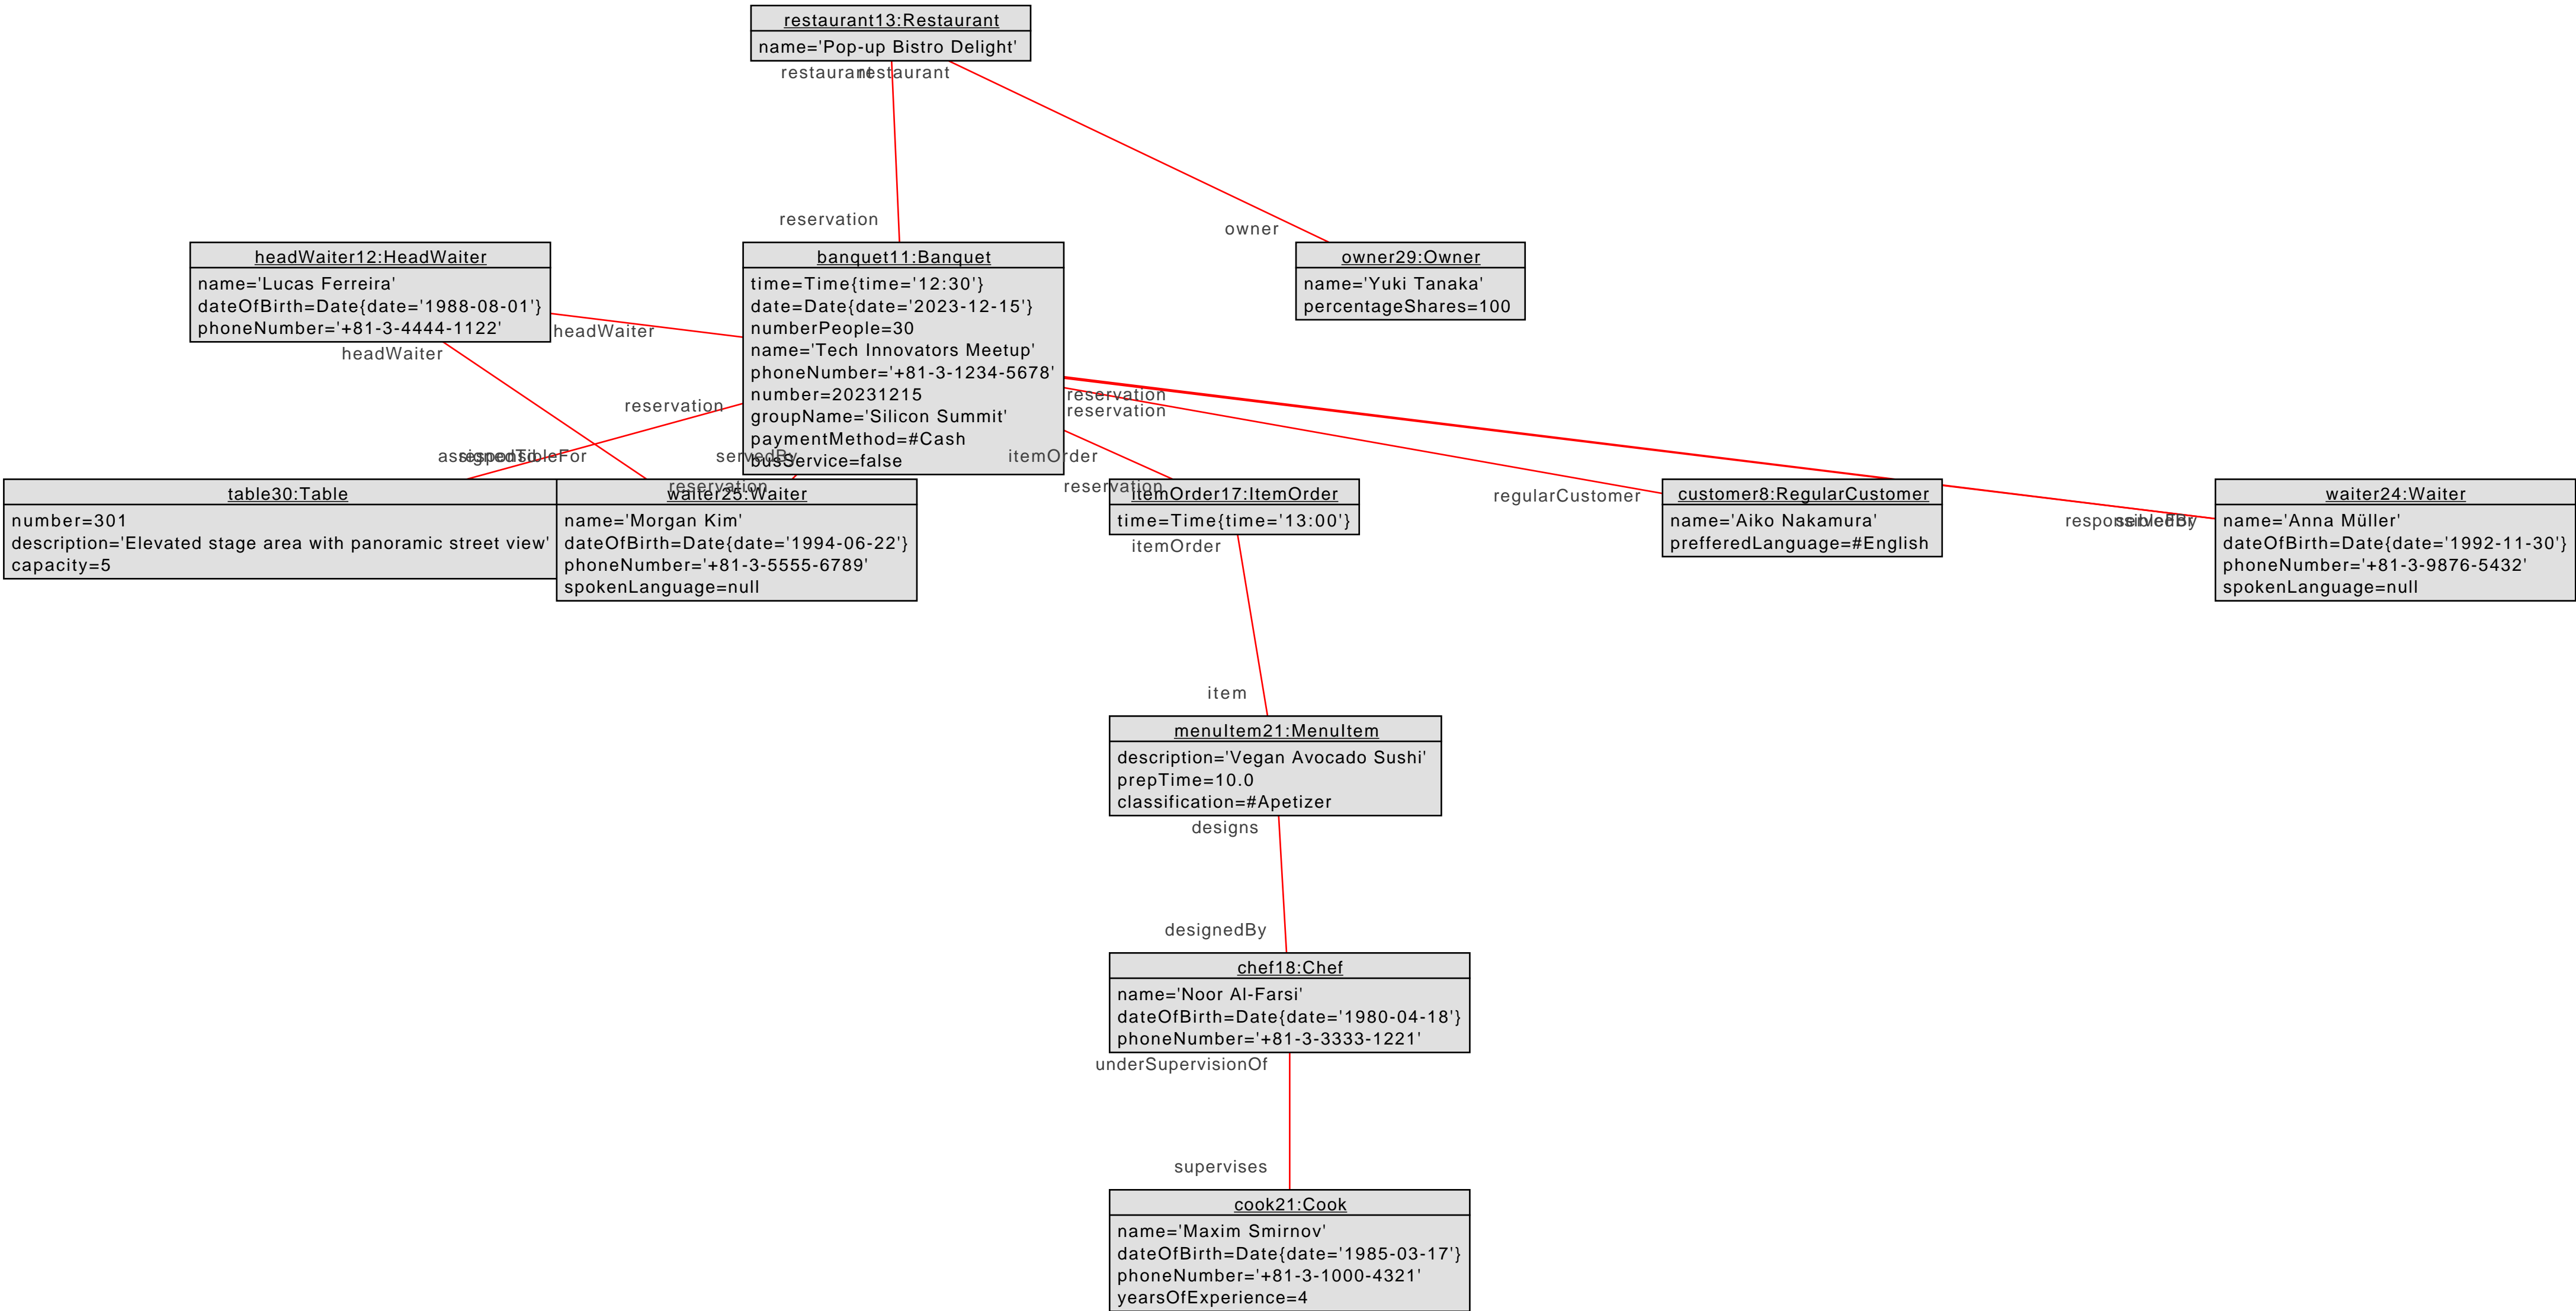 restaurant13:Restaurant
name='Pop-up Bistro Delight'
restaurant
restaurant
reservation
owner
headWaiter12:HeadWaiter
name='Lucas Ferreira'
dateOfBirth=Date{date='1988-08-01'}
phoneNumber='+81-3-4444-1122'
headWaiter
headWaiter
banquet11:Banquet
time=Time{time='12:30'}
date=Date{date='2023-12-15'}
numberPeople=30
name='Tech Innovators Meetup'
phoneNumber='+81-3-1234-5678'
number=20231215
groupName='Silicon Summit'
paymentMethod=#Cash
busService=false
owner29:Owner
name='Yuki Tanaka'
percentageShares=100
reservation
reservation
reservation
responsibleFor
servedBy
itemOrder
reservation
reservation
regularCustomer
responsibleFor
servedBy
table30:Table
number=301
description='Elevated stage area with panoramic street view'
capacity=5
waiter25:Waiter
name='Morgan Kim'
dateOfBirth=Date{date='1994-06-22'}
phoneNumber='+81-3-5555-6789'
spokenLanguage=null
itemOrder17:ItemOrder
time=Time{time='13:00'}
itemOrder
customer8:RegularCustomer
name='Aiko Nakamura'
prefferedLanguage=#English
waiter24:Waiter
name='Anna Müller'
dateOfBirth=Date{date='1992-11-30'}
phoneNumber='+81-3-9876-5432'
spokenLanguage=null
item
menuItem21:MenuItem
description='Vegan Avocado Sushi'
prepTime=10.0
classification=#Apetizer
designs
designedBy
chef18:Chef
name='Noor Al-Farsi'
dateOfBirth=Date{date='1980-04-18'}
phoneNumber='+81-3-3333-1221'
underSupervisionOf
supervises
cook21:Cook
name='Maxim Smirnov'
dateOfBirth=Date{date='1985-03-17'}
phoneNumber='+81-3-1000-4321'
yearsOfExperience=4